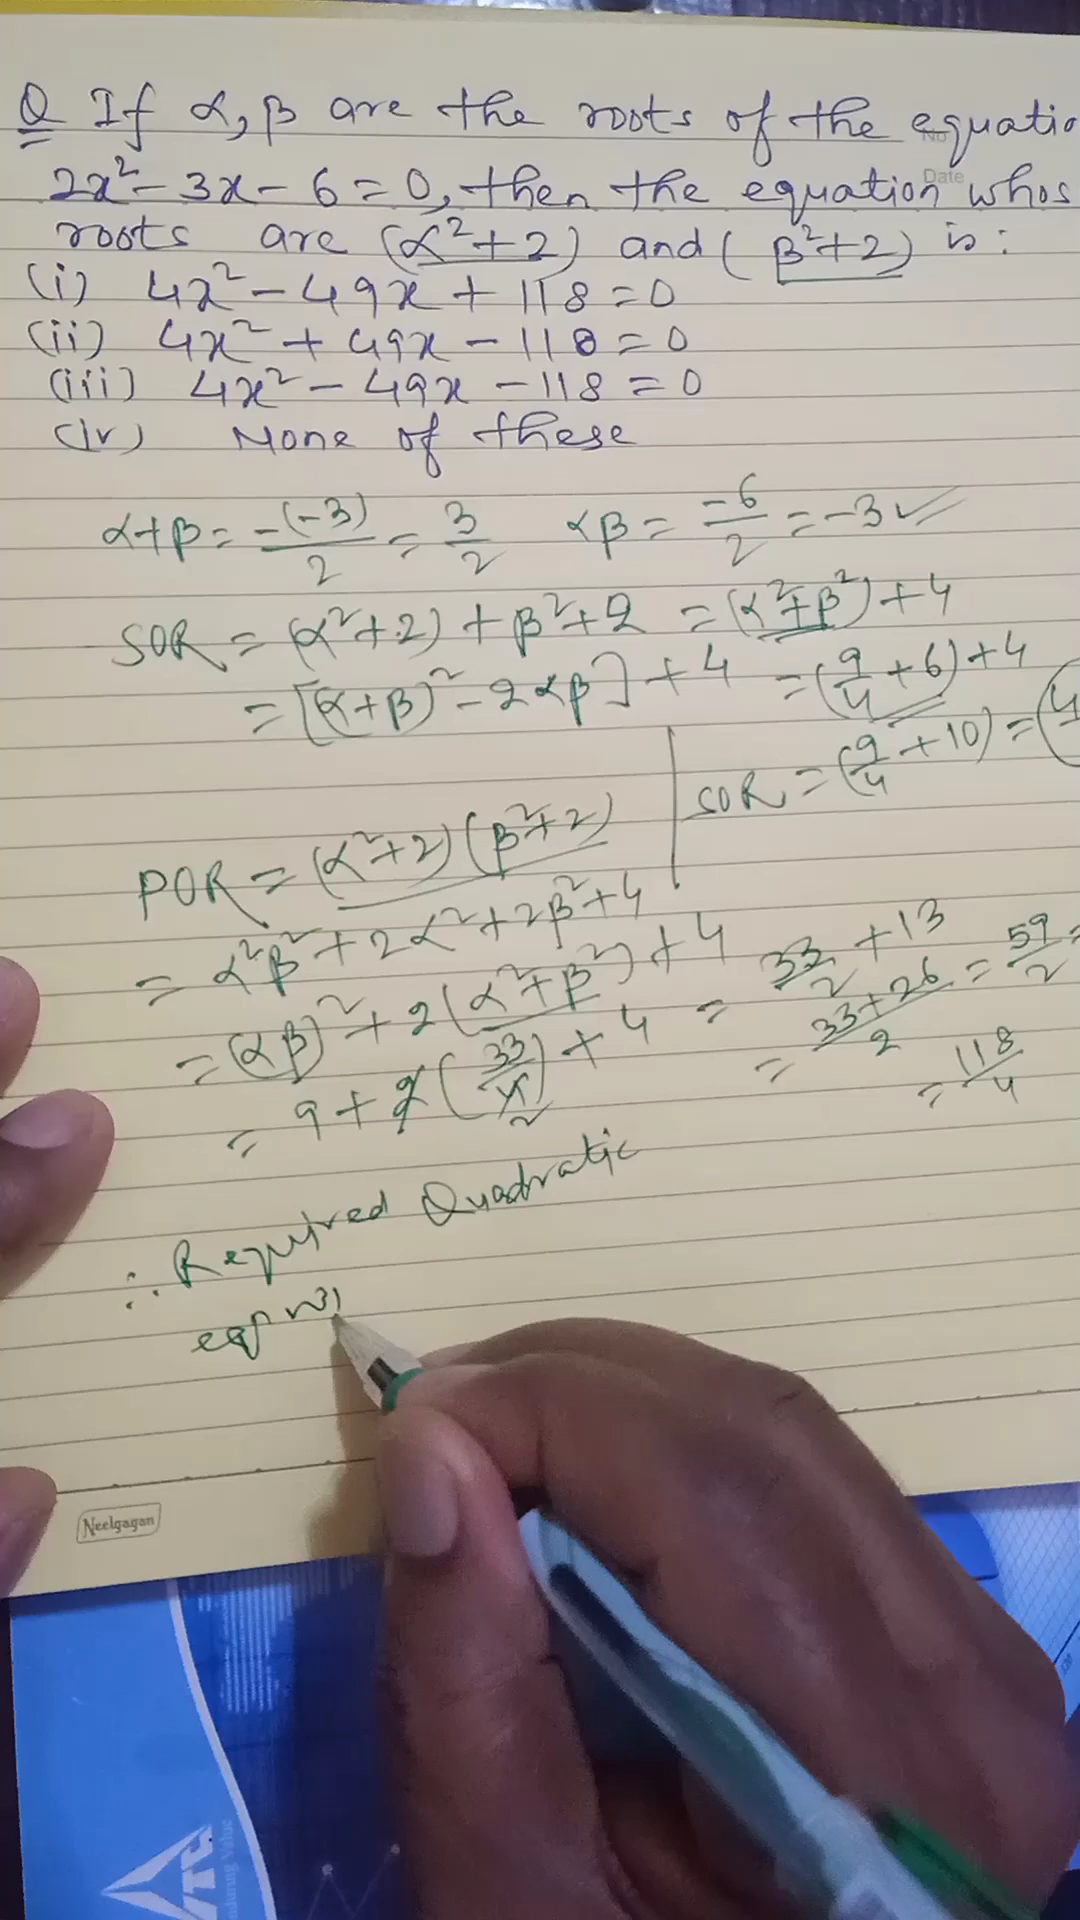 Q If α, β are the roots of the equatio
2x² - 3x - 6 = 0, then the equation whos
roots are (α² + 2) and (β² + 2) is:
(i) 4x² - 49x + 118 = 0
(ii) 4x² + 49x - 118 = 0
(iii) 4x² - 49x - 118 = 0
(iv) None of these
α+β = -(-3)/2 = 3/2 αβ = -6/2 = -3
SOR = (α²+2) + β²+2 = (α²+β²) + 4
= [(α+β)² - 2αβ] + 4 = (9/4 + 6) + 4
SOR = (9/4 + 10) = (4
POR = (α²+2)(β²+2)
= α²β² + 2α² + 2β² + 4
= (αβ)² + 2(α²+β²) + 4 = 33/2 + 13
= 9 + 2(33/4) + 4 = 33+26/2 = 59/2 =
2
= 118/4
∴ Required Quadratic
eqn is
No
Date
Neelgagan